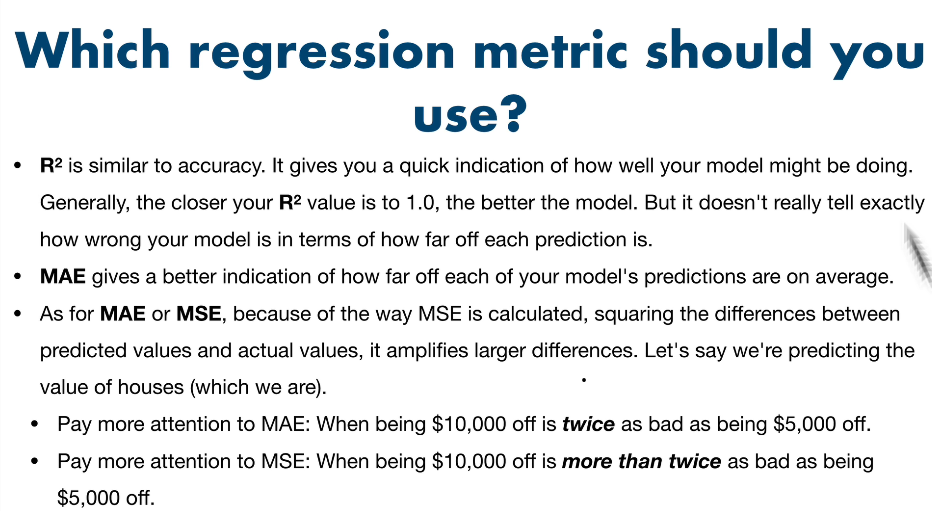 Which regression metric should you
use?
• R² is similar to accuracy. It gives you a quick indication of how well your model might be doing.
Generally, the closer your R² value is to 1.0, the better the model. But it doesn't really tell exactly
how wrong your model is in terms of how far off each prediction is.
• MAE gives a better indication of how far off each of your model's predictions are on average.
• As for MAE or MSE, because of the way MSE is calculated, squaring the differences between
predicted values and actual values, it amplifies larger differences. Let's say we're predicting the
value of houses (which we are).
• Pay more attention to MAE: When being $10,000 off is twice as bad as being $5,000 off.
• Pay more attention to MSE: When being $10,000 off is more than twice as bad as being
$5,000 off.